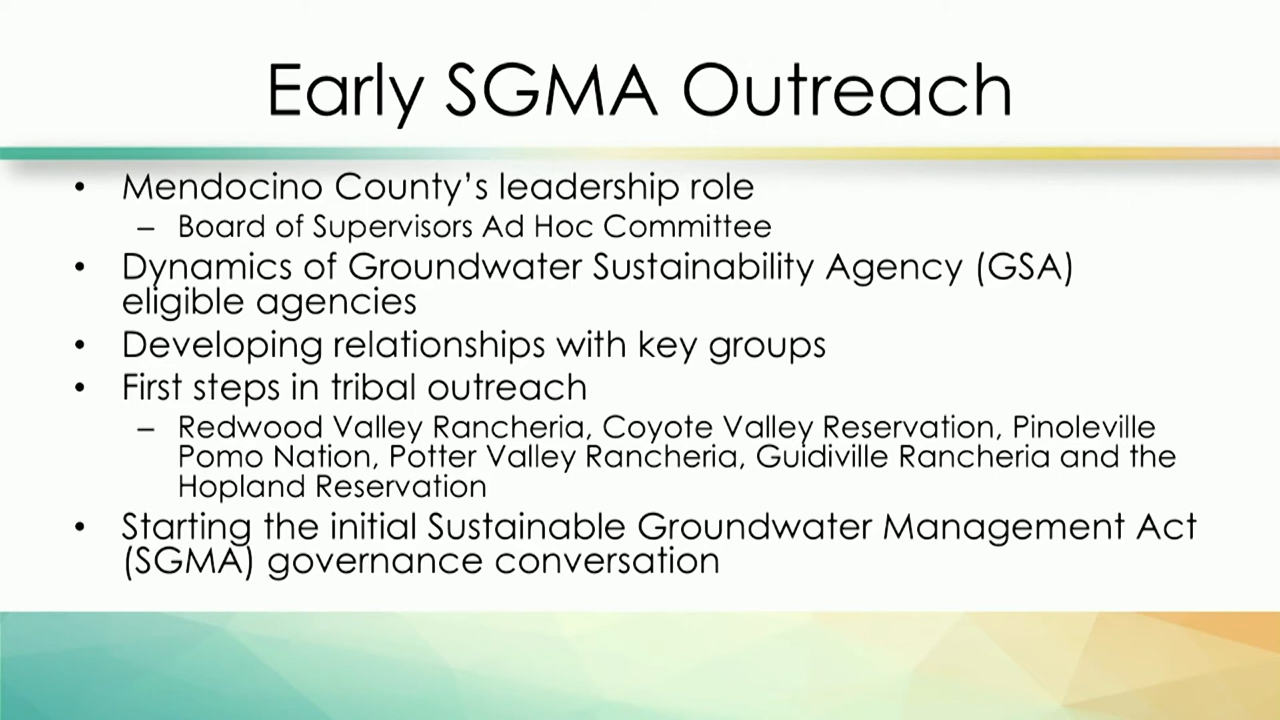 Early SGMA Outreach
• Mendocino County’s leadership role
– Board of Supervisors Ad Hoc Committee
• Dynamics of Groundwater Sustainability Agency (GSA)
eligible agencies
• Developing relationships with key groups
• First steps in tribal outreach
– Redwood Valley Rancheria, Coyote Valley Reservation, Pinoleville
Pomo Nation, Potter Valley Rancheria, Guidiville Rancheria and the
Hopland Reservation
• Starting the initial Sustainable Groundwater Management Act
(SGMA) governance conversation